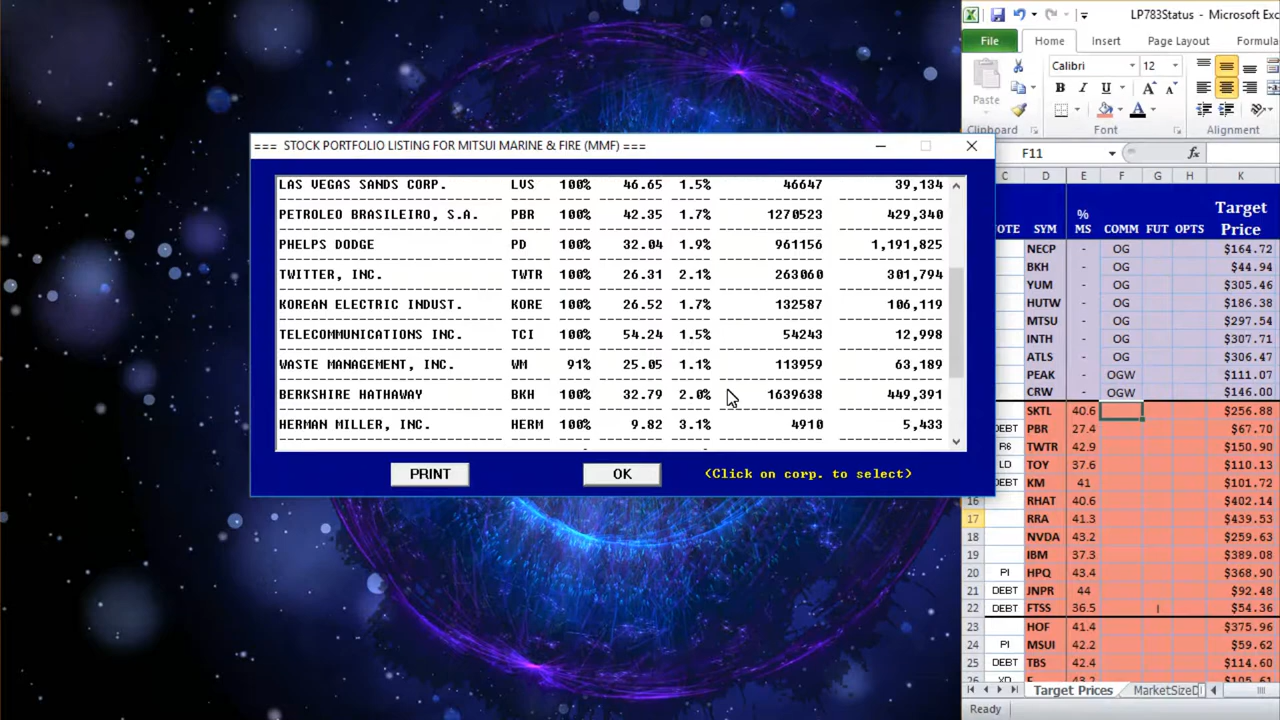 LP783Status - Microsoft Exc
File Home Insert Page Layout Formula
Calibri 12
Paste B I U A A
Clipboard Font Alignment
F11 fx
=== STOCK PORTFOLIO LISTING FOR MITSUI MARINE & FIRE (MMF) ===
LAS VEGAS SANDS CORP. LVS 100% 46.65 1.5% 46647 39,134
PETROLEO BRASILEIRO, S.A. PBR 100% 42.35 1.7% 1270523 429,340
PHELPS DODGE PD 100% 32.04 1.9% 961156 1,191,825
TWITTER, INC. TWTR 100% 26.31 2.1% 263060 301,794
KOREAN ELECTRIC INDUST. KORE 100% 26.52 1.7% 132587 106,119
TELECOMMUNICATIONS INC. TCI 100% 54.24 1.5% 54243 12,998
WASTE MANAGEMENT, INC. WM 91% 25.05 1.1% 113959 63,189
BERKSHIRE HATHAWAY BKH 100% 32.79 2.0% 1639638 449,391
HERMAN MILLER, INC. HERM 100% 9.82 3.1% 4910 5,433
PRINT OK <Click on corp. to select>
C D E F G H K
% Target
OTE SYM MS COMM FUT OPTS Price
NECP - OG $164.72
BKH - OG $44.94
YUM - OG $305.46
HUTW - OG $186.38
MTSU - OG $297.54
INTH - OG $307.71
ATLS - OG $306.47
PEAK - OGW $111.07
CRW - OGW $146.00
SKTL 40.6 $256.88
DEBT PBR 27.4 $67.70
R6 TWTR 42.9 $150.90
LD TOY 37.6 $110.13
DEBT KM 41 $101.72
16 RHAT 40.6 $402.14
17 RRA 41.3 $439.53
18 NVDA 43.2 $259.63
19 IBM 37.3 $389.08
20 PI HPQ 43.4 $368.90
21 DEBT JNPR 44 $92.48
22 DEBT FTSS 36.5 I $54.36
23 HOF 41.4 $375.96
24 PI MSUI 42.2 $59.62
25 DEBT TBS 42.4 $114.60
Target Prices MarketSizeD
Ready